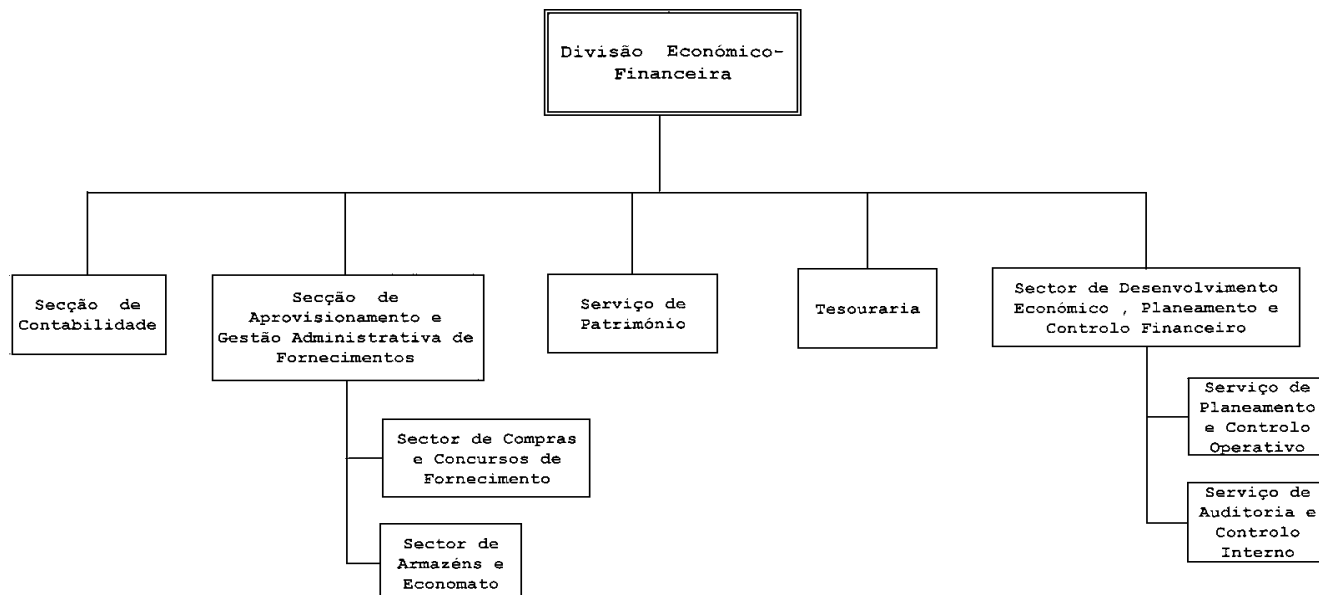 Divisão Económico-
Financeira
Secção de
Contabilidade
Secção de
Aprovisionamento e
Gestão Administrativa de
Fornecimentos
Serviço de
Património
Tesouraria
Sector de Desenvolvimento
Económico , Planeamento e
Controlo Financeiro
Sector de Compras
e Concursos de
Fornecimento
Sector de
Armazéns e
Economato
Serviço de
Planeamento
e Controlo
Operativo
Serviço de
Auditoria e
Controlo
Interno